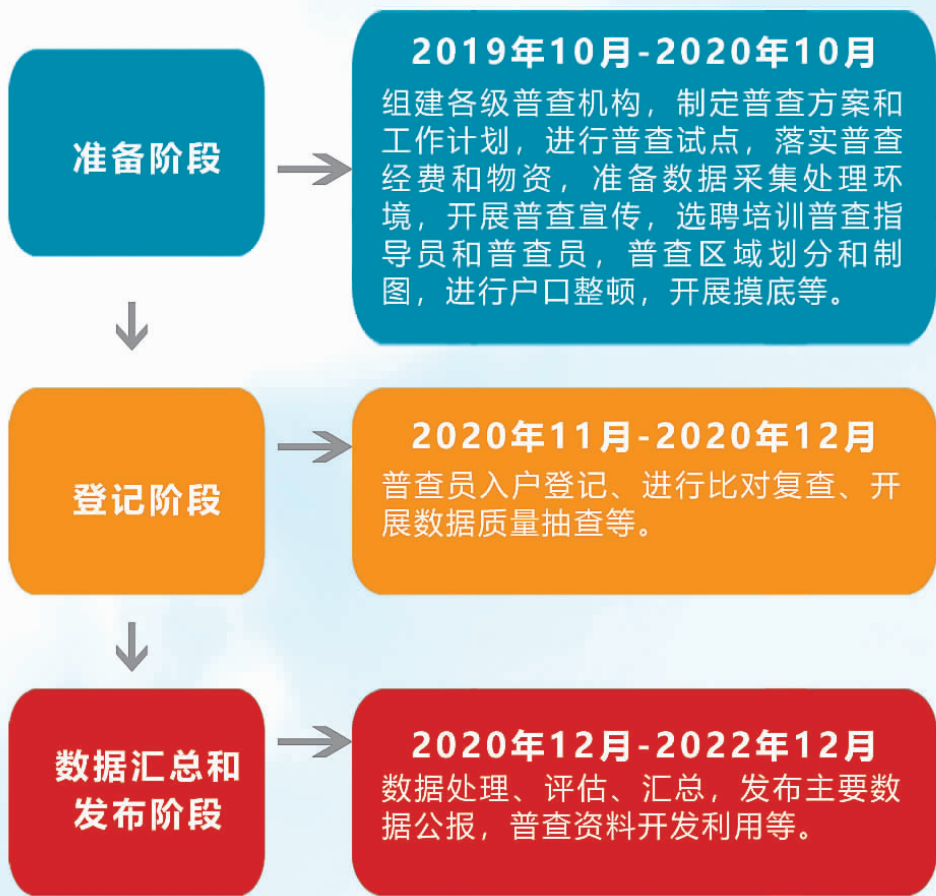 准备阶段
2019年10月-2020年10月
组建各级普查机构，制定普查方案和
工作计划，进行普查试点，落实普查
经费和物资，准备数据采集处理环
境，开展普查宣传，选聘培训普查指
导员和普查员，普查区域划分和制
图，进行户口整顿，开展摸底等。
登记阶段
2020年11月-2020年12月
普查员入户登记、进行比对复查、开
展数据质量抽查等。
数据汇总和
发布阶段
2020年12月-2022年12月
数据处理、评估、汇总，发布主要数
据公报，普查资料开发利用等。